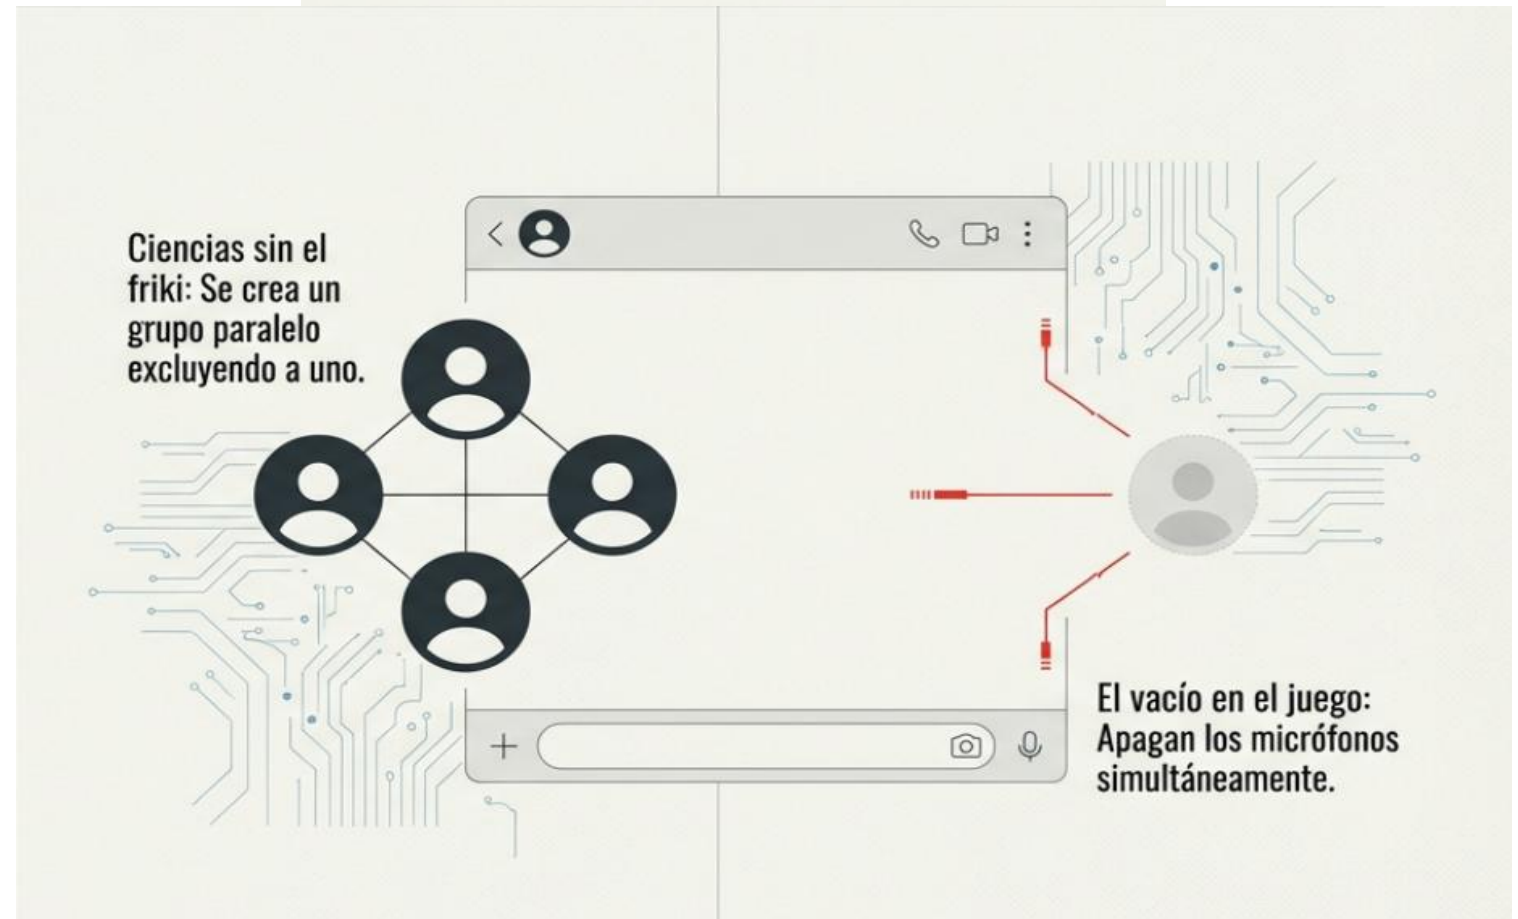 Ciencias sin el
friki: Se crea un
grupo paralelo
excluyendo a uno.
El vacío en el juego:
Apagan los micrófonos
simultáneamente.